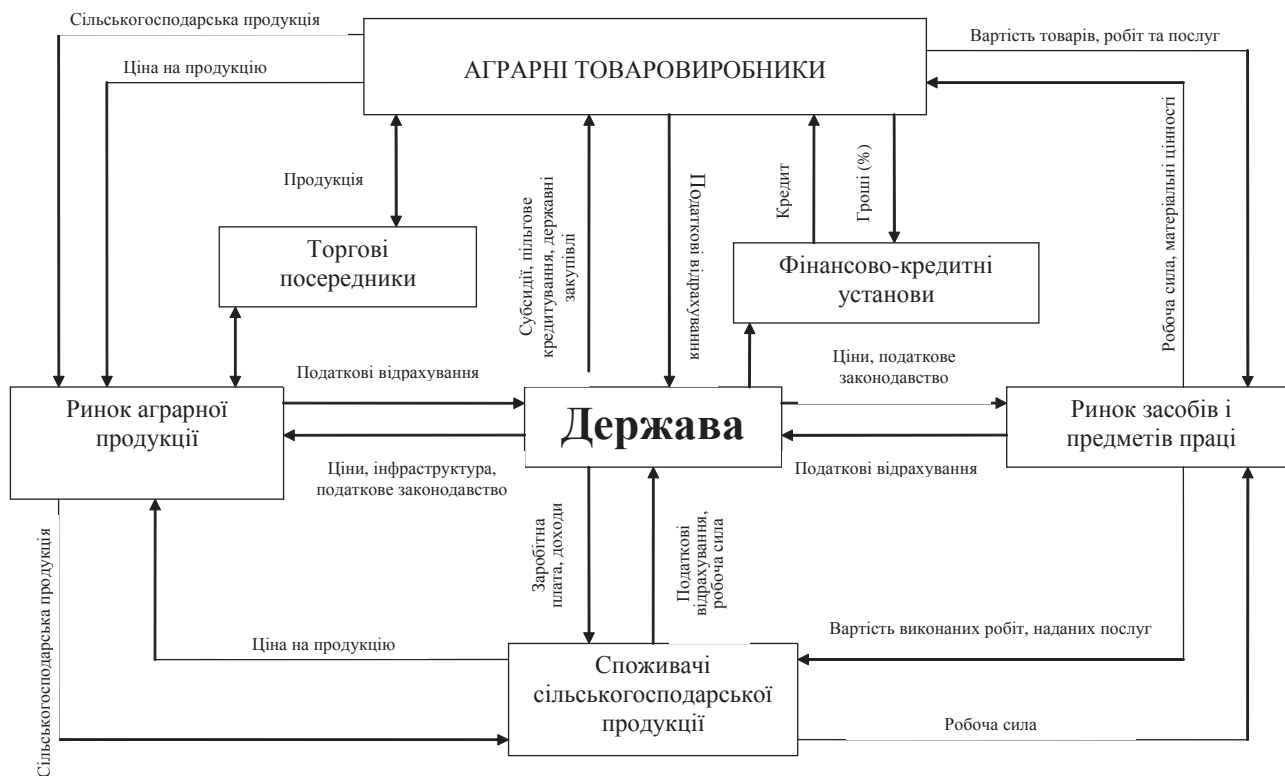 Сільськогосподарська продукція
Ціна на продукцію
АГРАРНІ ТОВАРОВИРОБНИКИ
Вартість товарів, робіт та послуг
Продукція
Субсидії, пільгове
кредитування, державні
закупівлі
Податкові відрахування
Кредит
Гроші (%)
Робоча сила, матеріальні цінності
Торгові
посередники
Фінансово-кредитні
установи
Податкові відрахування
Ціни, податкове
законодавство
Ринок аграрної
продукції
Держава
Ринок засобів і
предметів праці
Ціни, інфраструктура,
податкове законодавство
Податкові відрахування
Сільськогосподарська продукція
Заробітна
плата, доходи
Податкові
відрахування,
робоча сила
Ціна на продукцію
Вартість виконаних робіт, наданих послуг
Споживачі
сільськогосподарської
продукції
Робоча сила